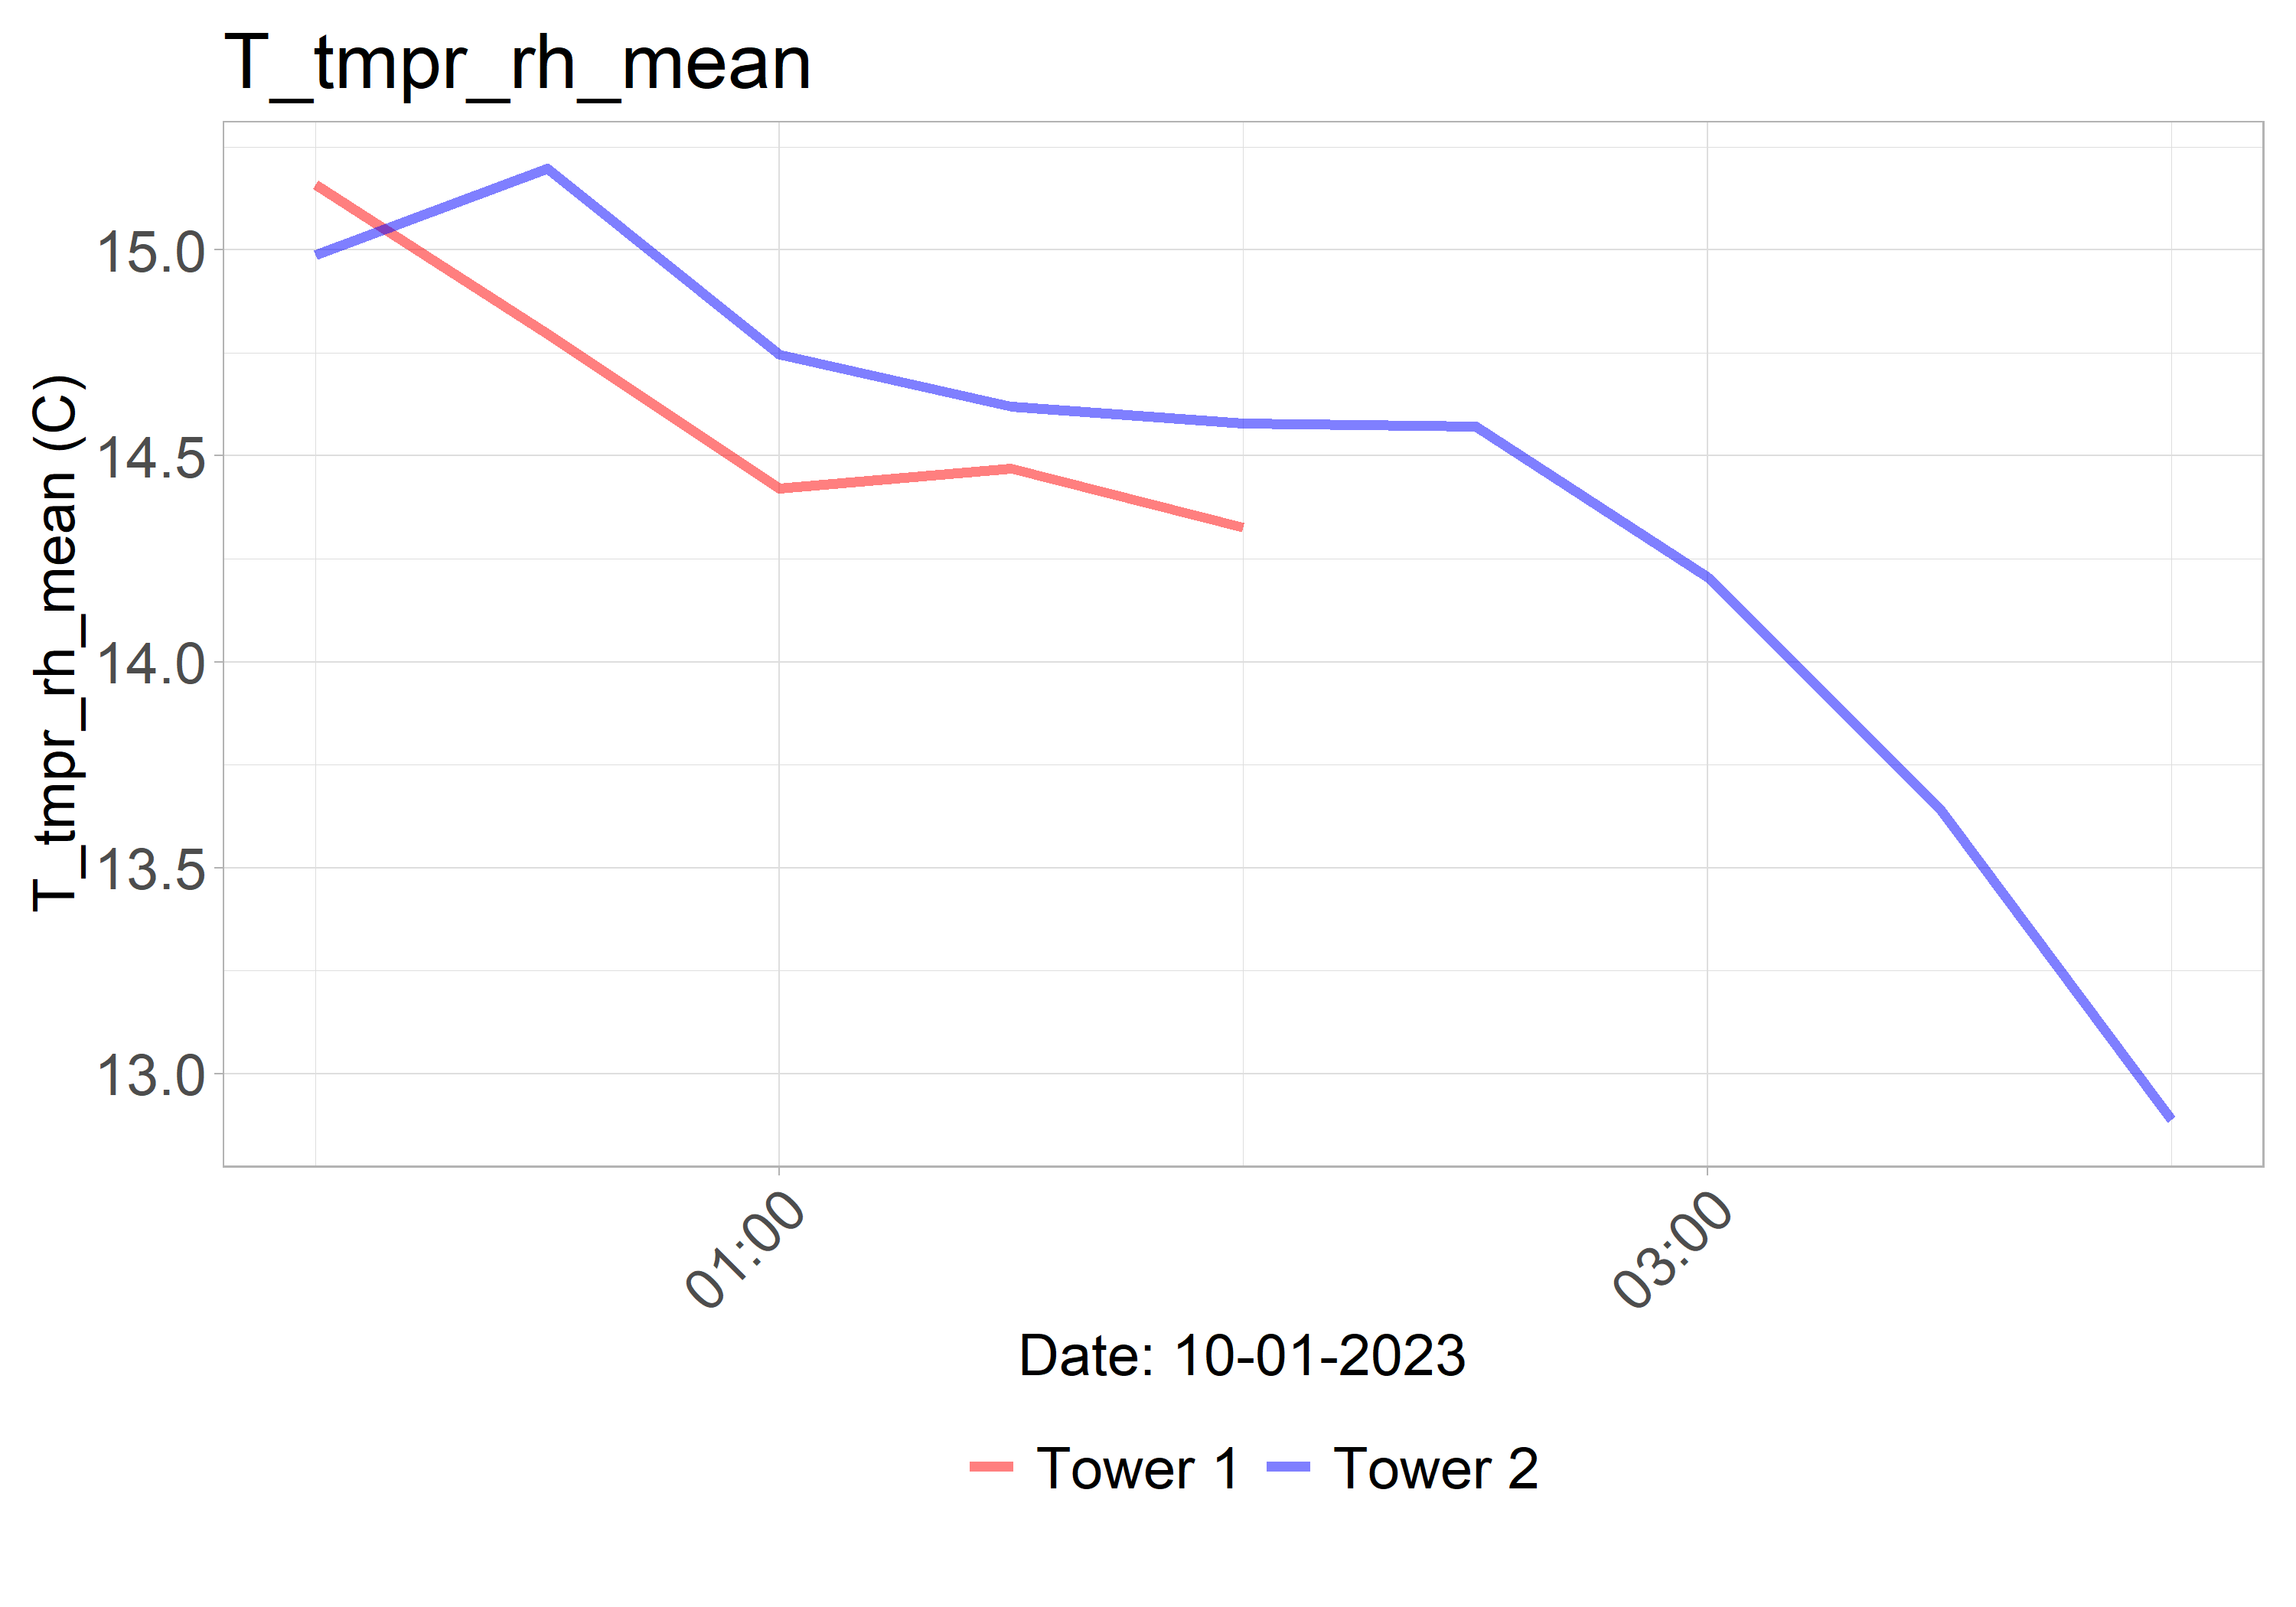 T_tmpr_rh_mean
T_tmpr_rh_mean (C)
15.0
14.5
14.0
13.5
13.0
01:00
03:00
Date: 10-01-2023
Tower 1
Tower 2